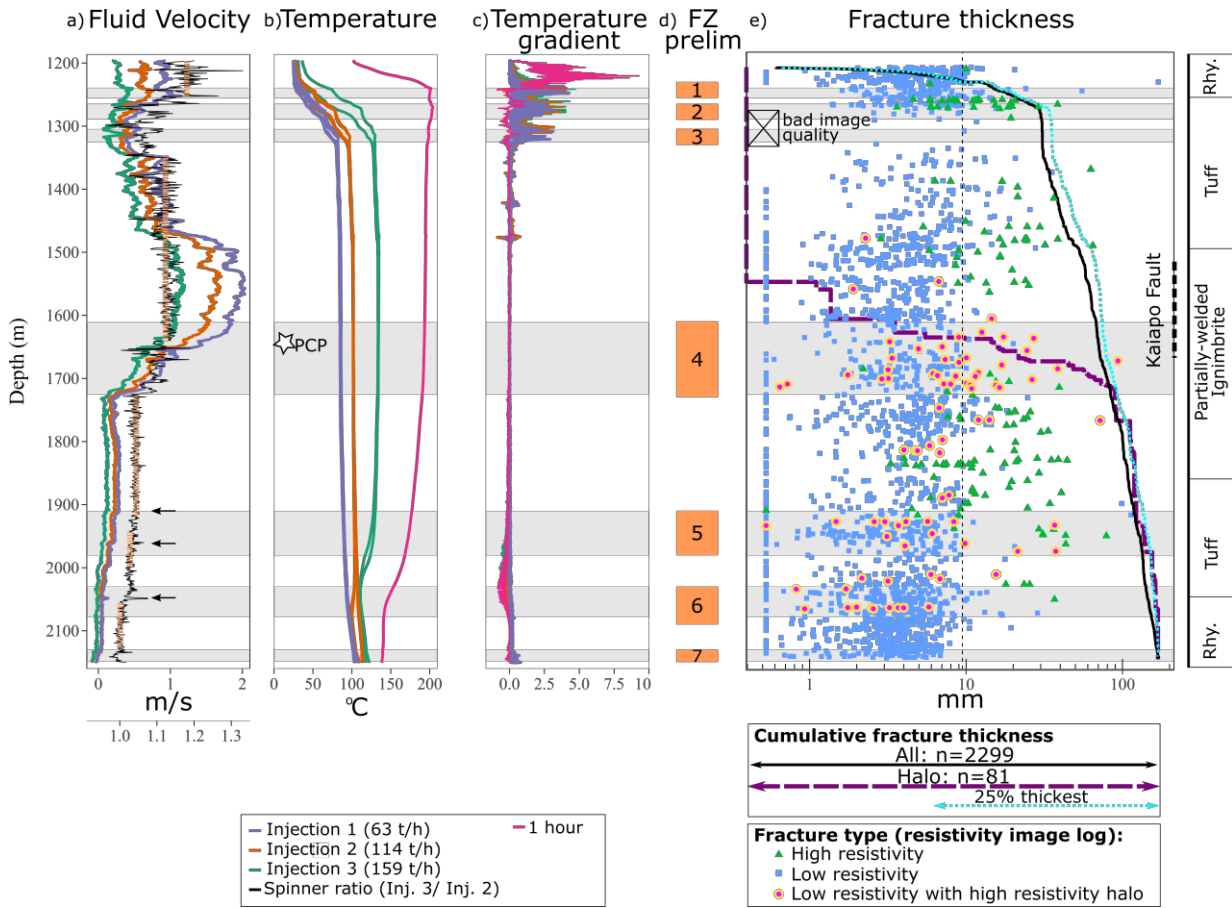 a) Fluid Velocity
b) Temperature
c) Temperature
gradient
d) FZ
prelim
e) Fracture thickness
Depth (m)
1200
1300
1400
1500
1600
1700
1800
1900
2000
2100
PCP
1
2
3
4
5
6
7
bad image
quality
Rhy.
Tuff
Partially-welded
Ignimbrite
Tuff
Rhy.
Kaiapo Fault
0 1 2
m/s
1.0 1.1 1.2 1.3
0 50 100 150 200
°C
0.0 2.5 5.0 7.5 10
1 10 100
mm
Cumulative fracture thickness
All: n=2299
Halo: n=81
25% thickest
Injection 1 (63 t/h)
Injection 2 (114 t/h)
Injection 3 (159 t/h)
Spinner ratio (Inj. 3/ Inj. 2)
1 hour
Fracture type (resistivity image log):
High resistivity
Low resistivity
Low resistivity with high resistivity halo